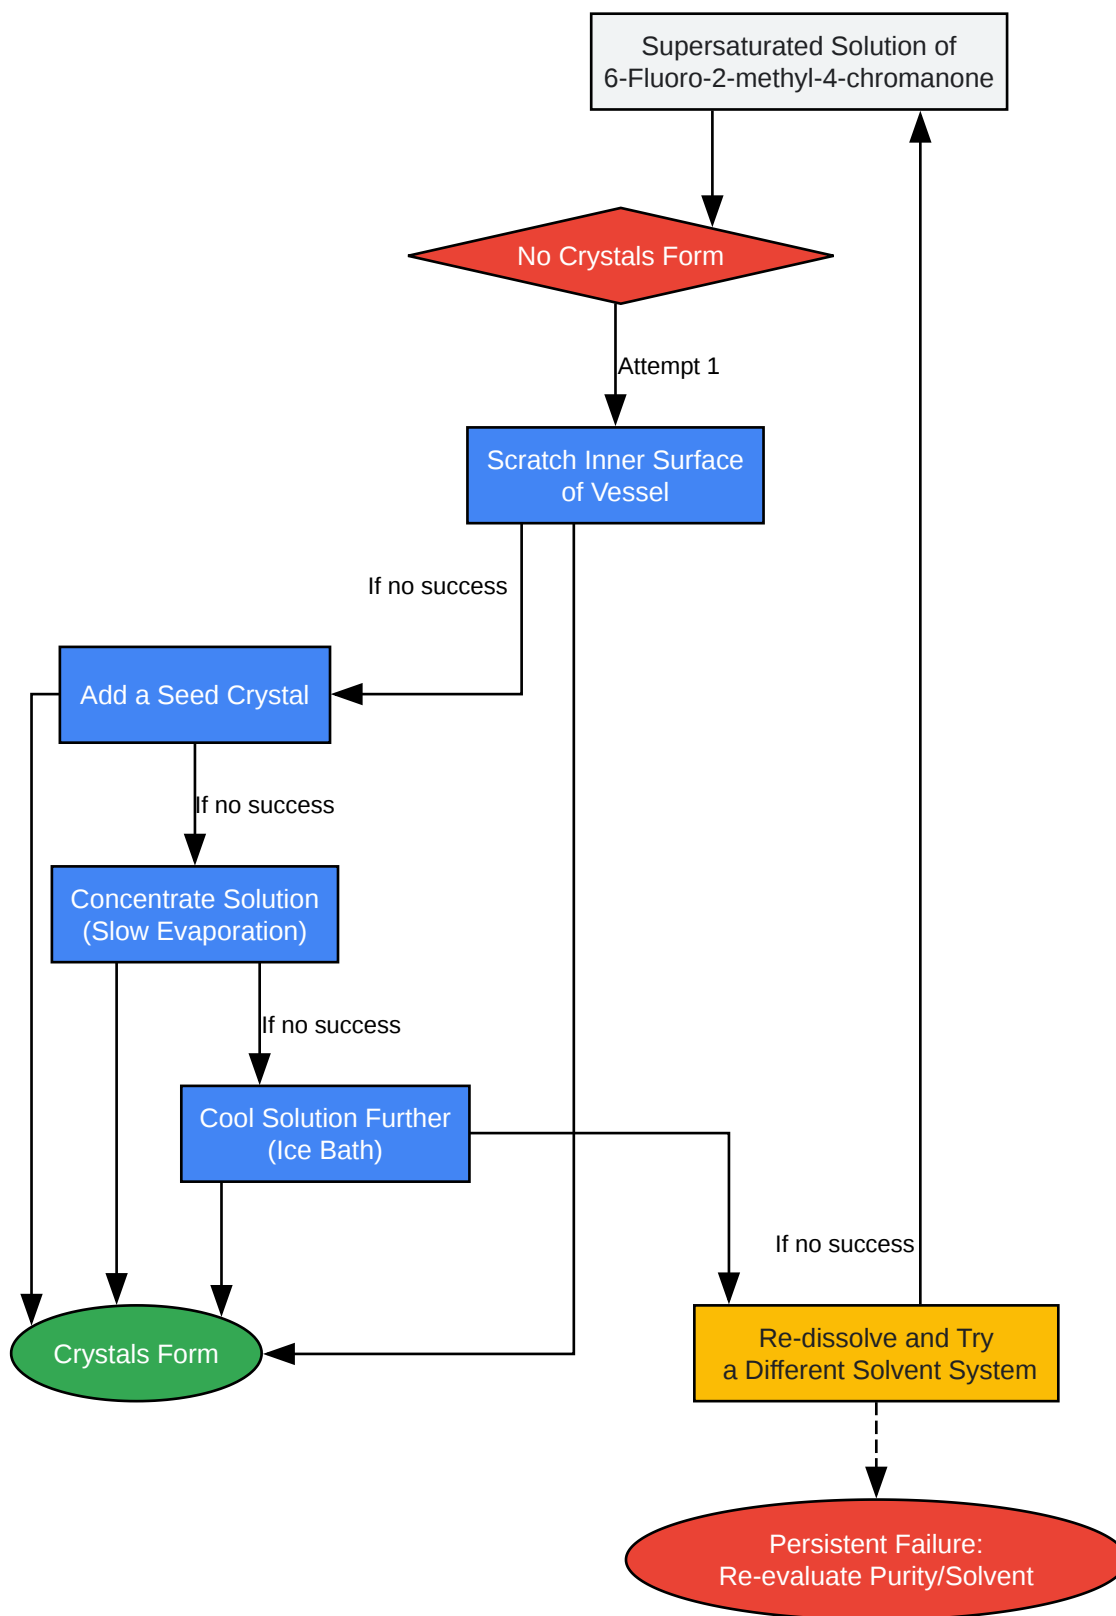 Supersaturated Solution of
6-Fluoro-2-methyl-4-chromanone
No Crystals Form
Attempt 1
Scratch Inner Surface
of Vessel
If no success
Add a Seed Crystal
If no success
Concentrate Solution
(Slow Evaporation)
If no success
Cool Solution Further
(Ice Bath)
If no success
Crystals Form
Re-dissolve and Try
a Different Solvent System
Persistent Failure:
Re-evaluate Purity/Solvent